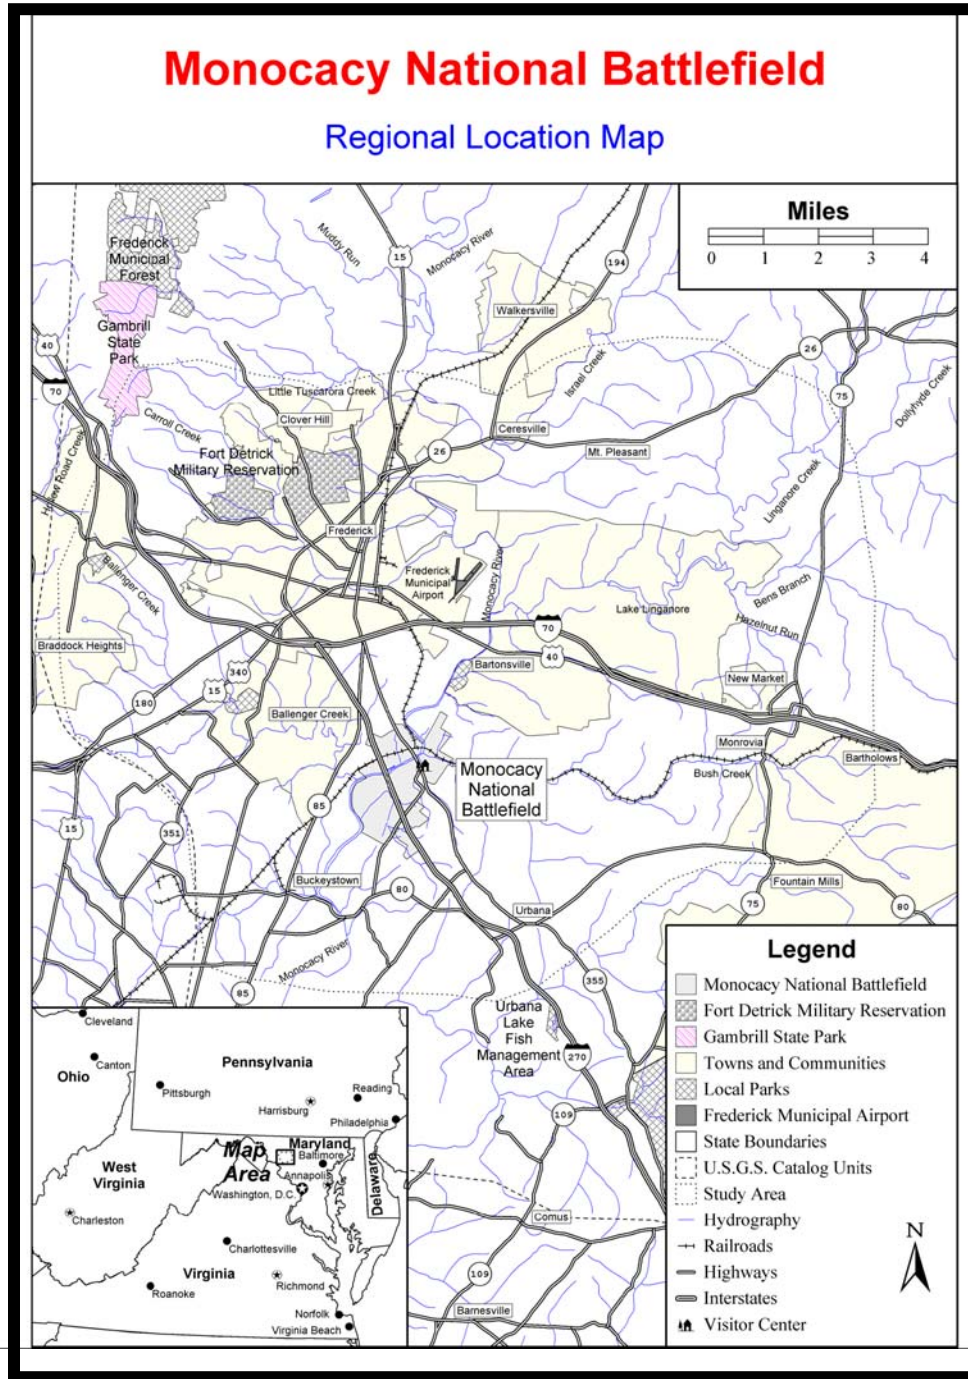 Monocacy National Battlefield
Regional Location Map
Miles
0 1 2 3 4
Frederick
Municipal
Forest
Muddy Run
15
Monocacy River
194
Walkersville
Gambrill
State
Park
40
70
26
Israel Creek
75
Dollyhyde Creek
Little Tuscarora Creek
Carroll Creek
Clover Hill
Ceresville
26
Mt. Pleasant
Fort Detrick
Military Reservation
Linganore Creek
Frederick
Frederick
Municipal
Airport
Monocacy River
Ballenger Creek
Bens Branch
Lake Linganore
Hazelnut Run
70
40
Braddock Heights
Bartonsville
340
15
180
New Market
Ballenger Creek
Monrovia
Bartholows
Bush Creek
Monocacy
National
Battlefield
85
15
351
Buckeystown
80
Fountain Mills
75
80
Urbana
Monocacy River
85
355
Urbana
Lake
Fish
Management
Area
270
109
Comus
109
Barnesville
Cleveland
Canton
Ohio
Pennsylvania
Pittsburgh
Reading
Harrisburg
Philadelphia
Maryland
Map
Area
Baltimore
Annapolis
Washington, D.C.
Delaware
West
Virginia
Charleston
Charlottesville
Virginia
Richmond
Roanoke
Norfolk
Virginia Beach
Legend
Monocacy National Battlefield
Fort Detrick Military Reservation
Gambrill State Park
Towns and Communities
Local Parks
Frederick Municipal Airport
State Boundaries
U.S.G.S. Catalog Units
Study Area
Hydrography
Railroads
Highways
Interstates
Visitor Center
N